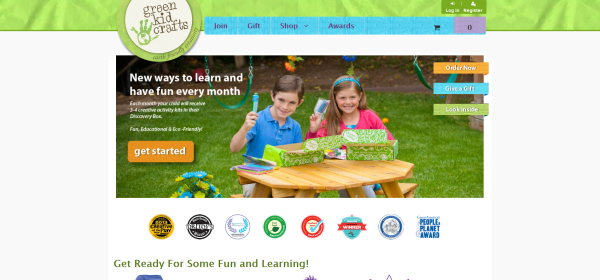 green
kid
crafts
Log In
Register
Join
Gift
Shop
Awards
0
New ways to learn and
have fun every month
Each month your child will receive
3-4 creative activity kits in their
Discovery Box.
Fun, Educational & Eco-Friendly!
get started
Order Now
Give a Gift
Look Inside
WINNER
PEOPLE,
PLANET
AWARD
Get Ready For Some Fun and Learning!